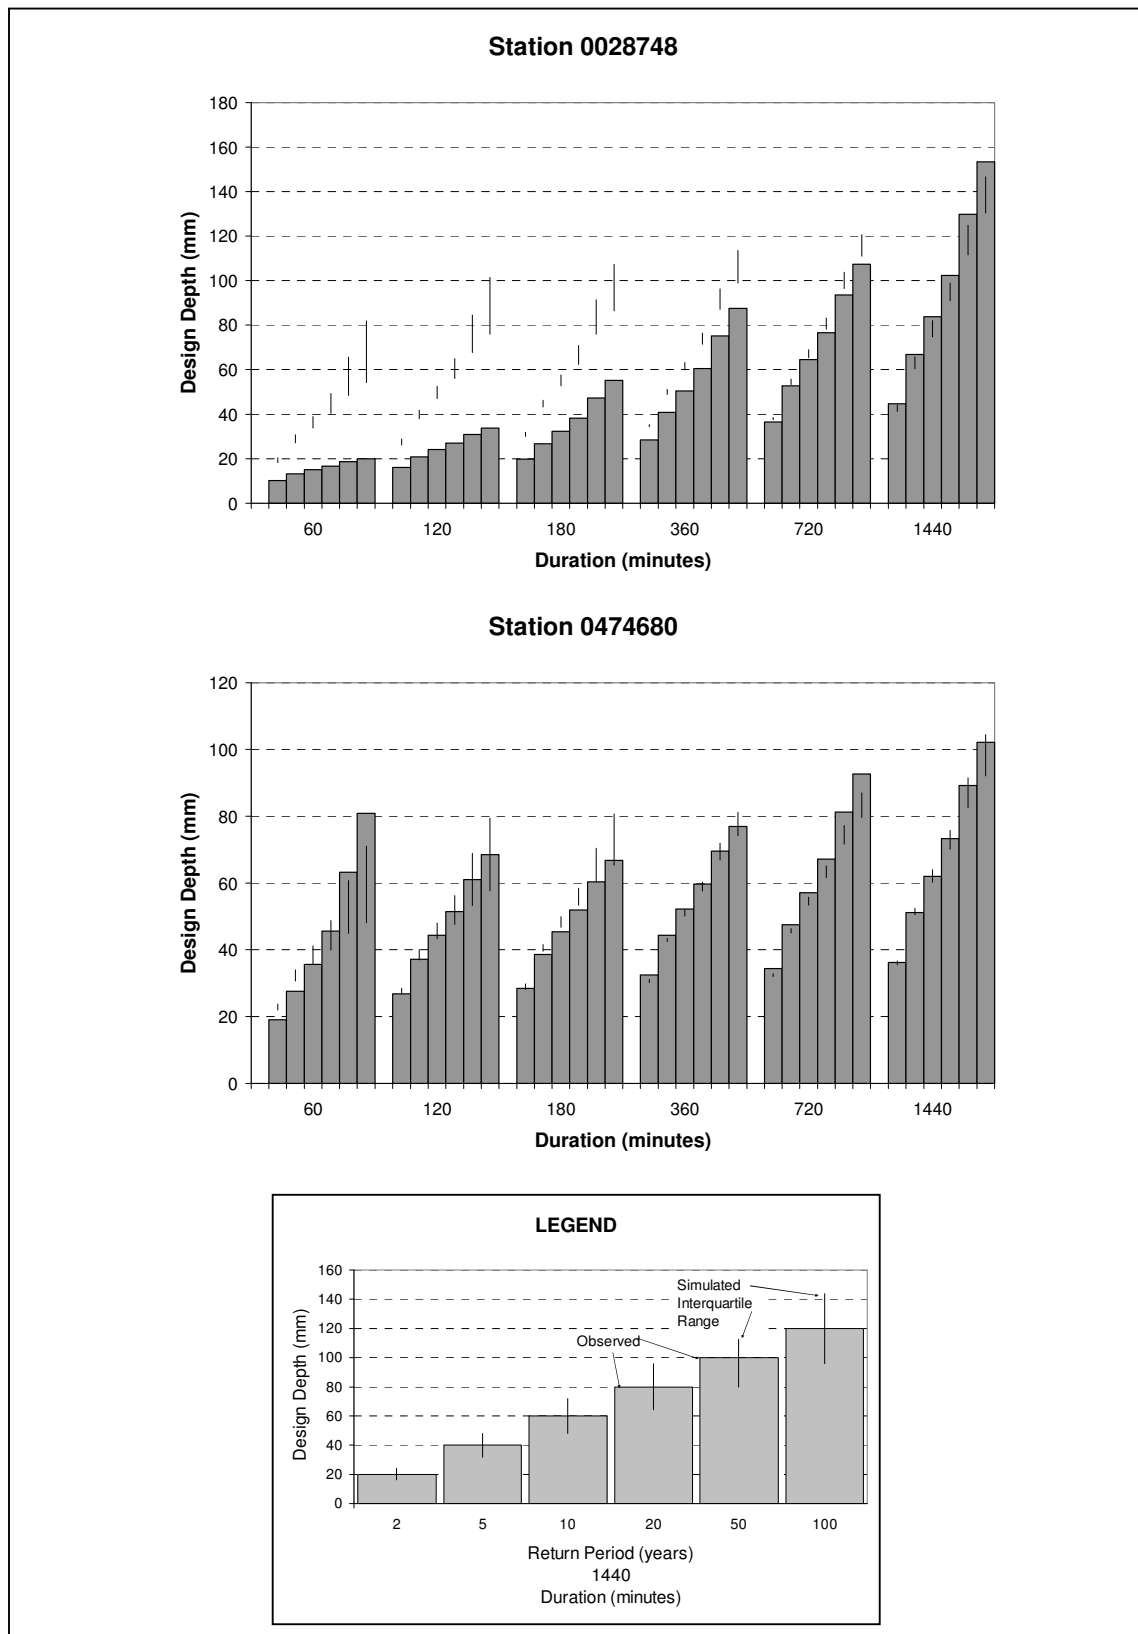 Station 0028748
180
160
140
120
100
80
60
40
20
0
Design Depth (mm)
60 120 180 360 720 1440
Duration (minutes)
Station 0474680
120
100
80
60
40
20
0
Design Depth (mm)
60 120 180 360 720 1440
Duration (minutes)
LEGEND
160
140
120
100
80
60
40
20
0
Design Depth (mm)
Simulated
Interquartile
Range
Observed
2 5 10 20 50 100
Return Period (years)
1440
Duration (minutes)